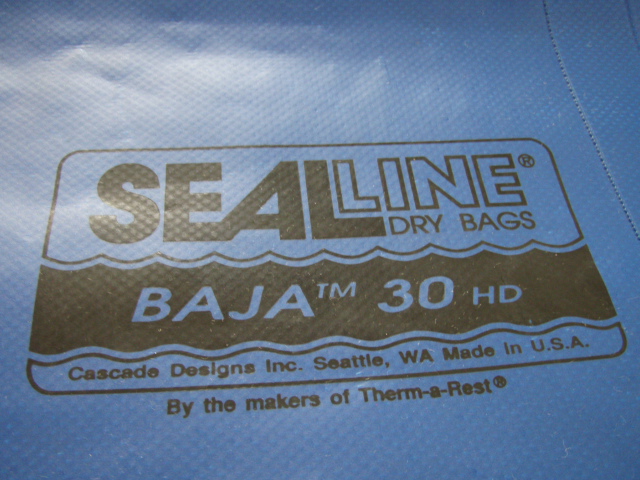 SEALLINE®
DRY BAGS
BAJA™ 30 HD
Cascade Designs Inc. Seattle, WA Made in U.S.A.
By the makers of Therm-a-Rest®